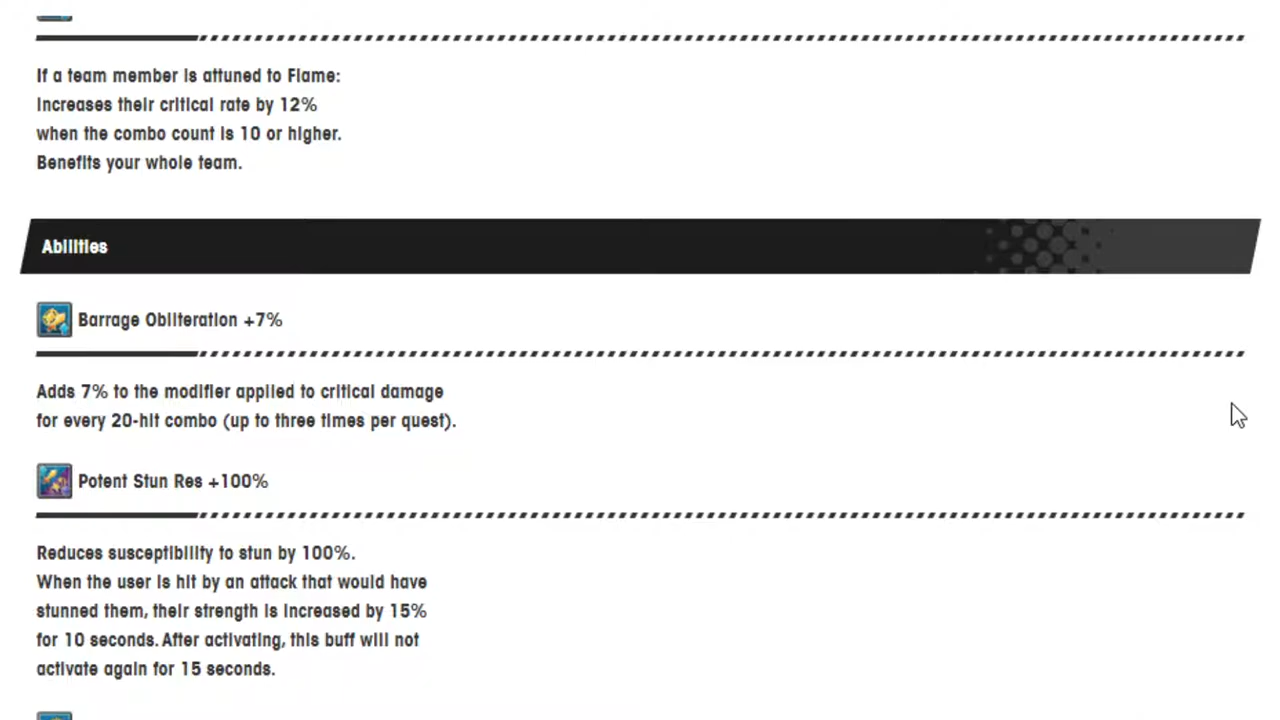 If a team member is attuned to Flame:
Increases their critical rate by 12%
when the combo count is 10 or higher.
Benefits your whole team.
Abilities
Barrage Obliteration +7%
Adds 7% to the modifier applied to critical damage
for every 20-hit combo (up to three times per quest).
Potent Stun Res +100%
Reduces susceptibility to stun by 100%.
When the user is hit by an attack that would have
stunned them, their strength is increased by 15%
for 10 seconds. After activating, this buff will not
activate again for 15 seconds.